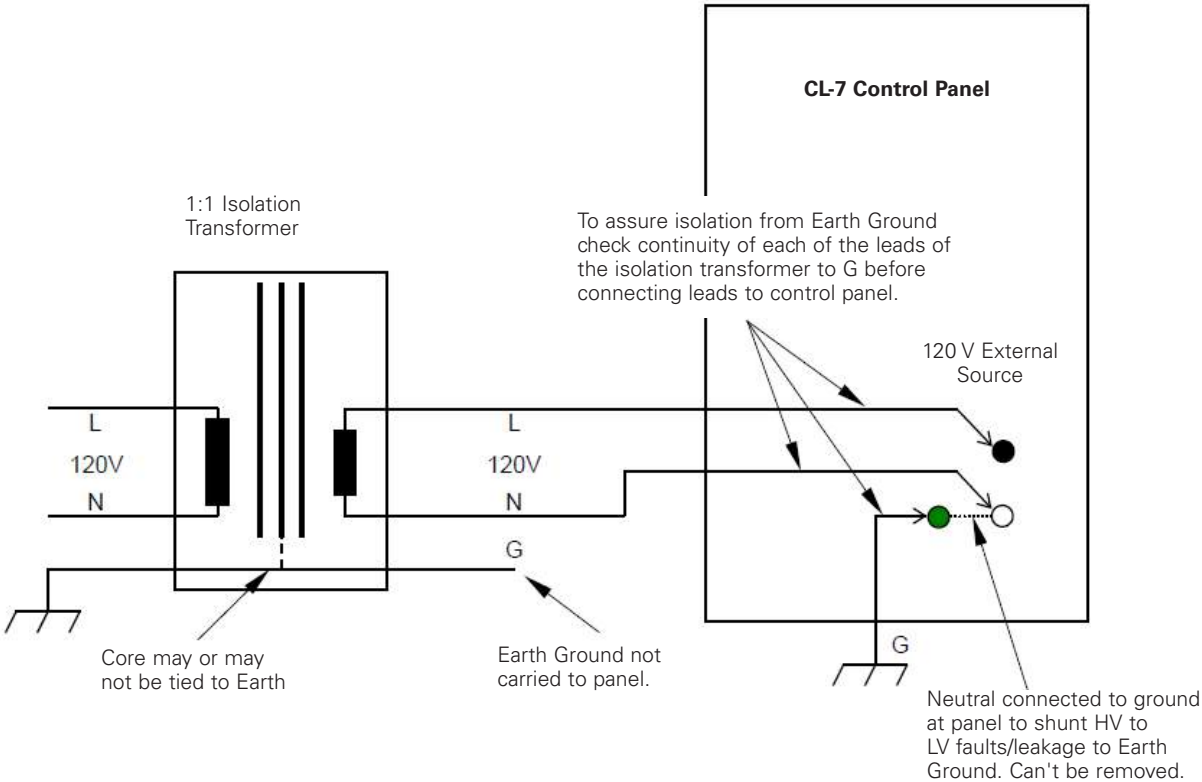 CL-7 Control Panel
1:1 Isolation
Transformer
To assure isolation from Earth Ground
check continuity of each of the leads of
the isolation transformer to G before
connecting leads to control panel.
120 V External
Source
L
120V
N
L
120V
N
G
Core may or may
not be tied to Earth
Earth Ground not
carried to panel.
G
Neutral connected to ground
at panel to shunt HV to
LV faults/leakage to Earth
Ground. Can't be removed.